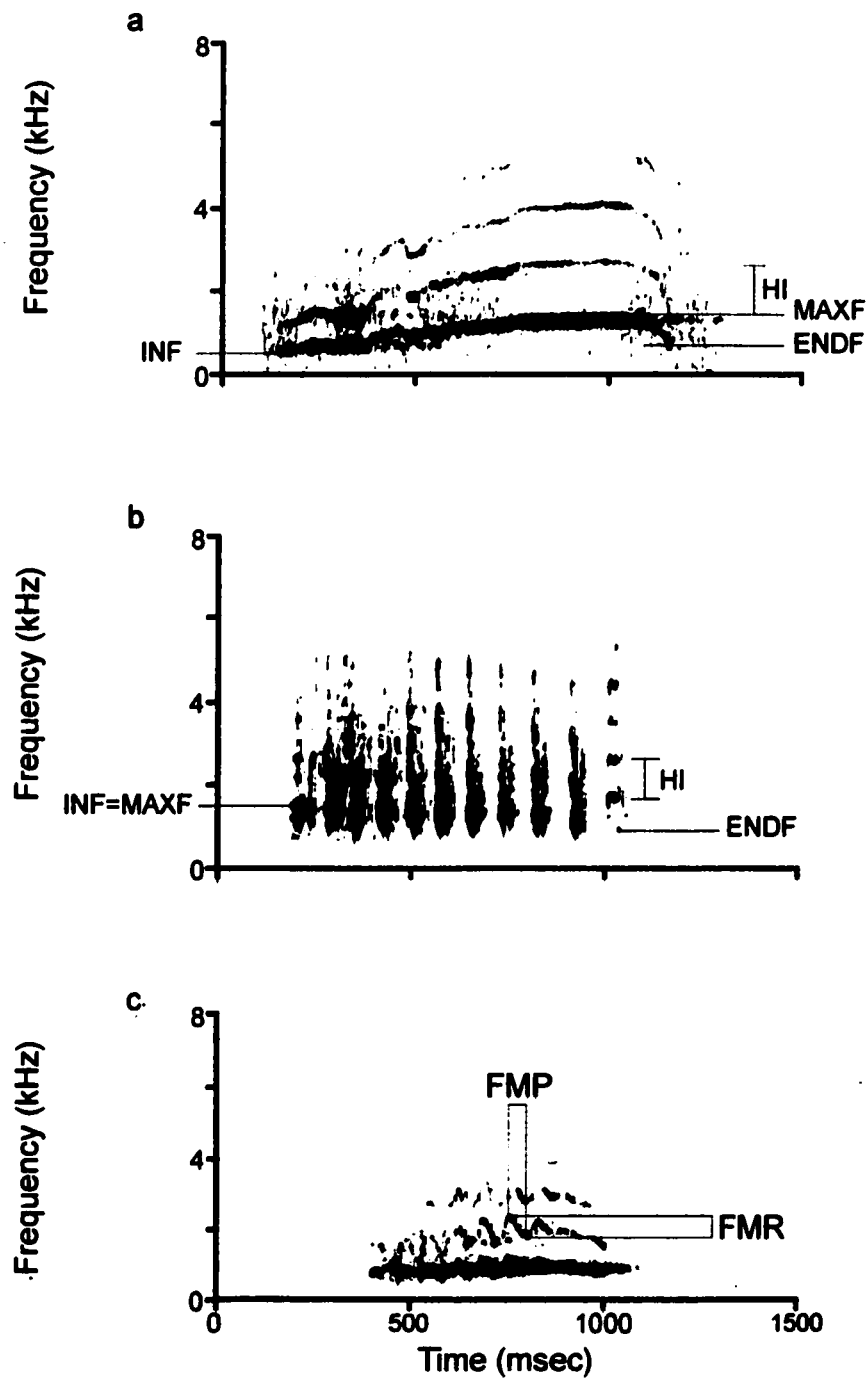 a
8
Frequency (kHz)
4
HI
MAXF
INF
ENDF
0
b
8
Frequency (kHz)
4
INF=MAXF
HI
ENDF
0
c
8
FMP
Frequency (kHz)
4
FMR
0
0 500 1000 1500
Time (msec)